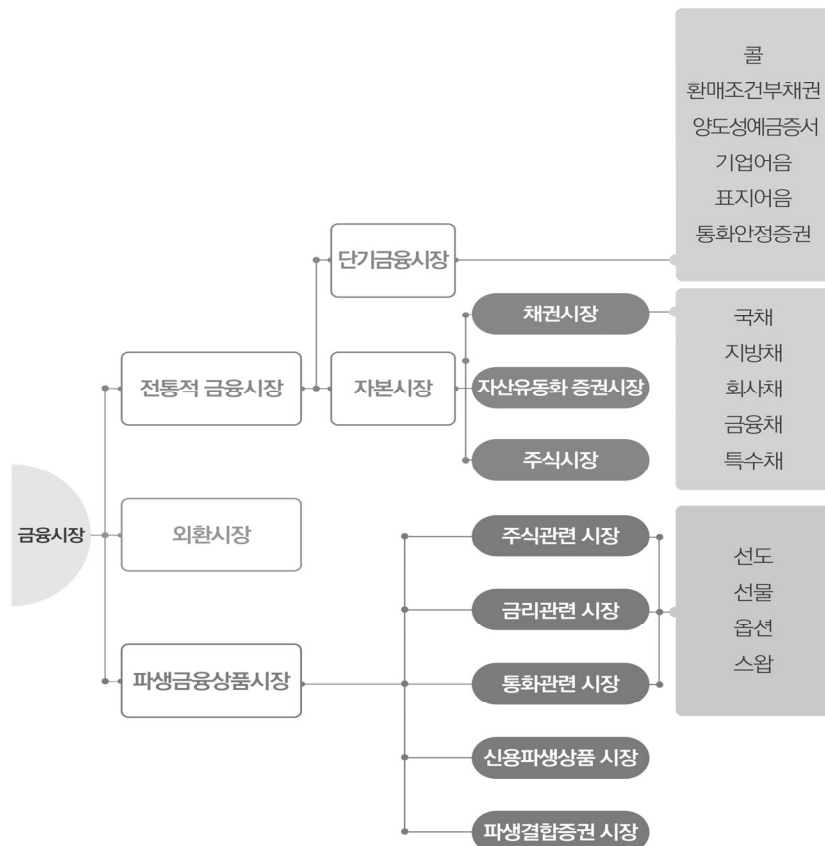 금융시장
전통적 금융시장
단기금융시장
콜
환매조건부채권
양도성예금증서
기업어음
표지어음
통화안정증권
자본시장
채권시장
국채
지방채
회사채
금융채
특수채
자산유동화 증권시장
주식시장
외환시장
파생금융상품시장
주식관련 시장
금리관련 시장
통화관련 시장
선도
선물
옵션
스왑
신용파생상품 시장
파생결합증권 시장